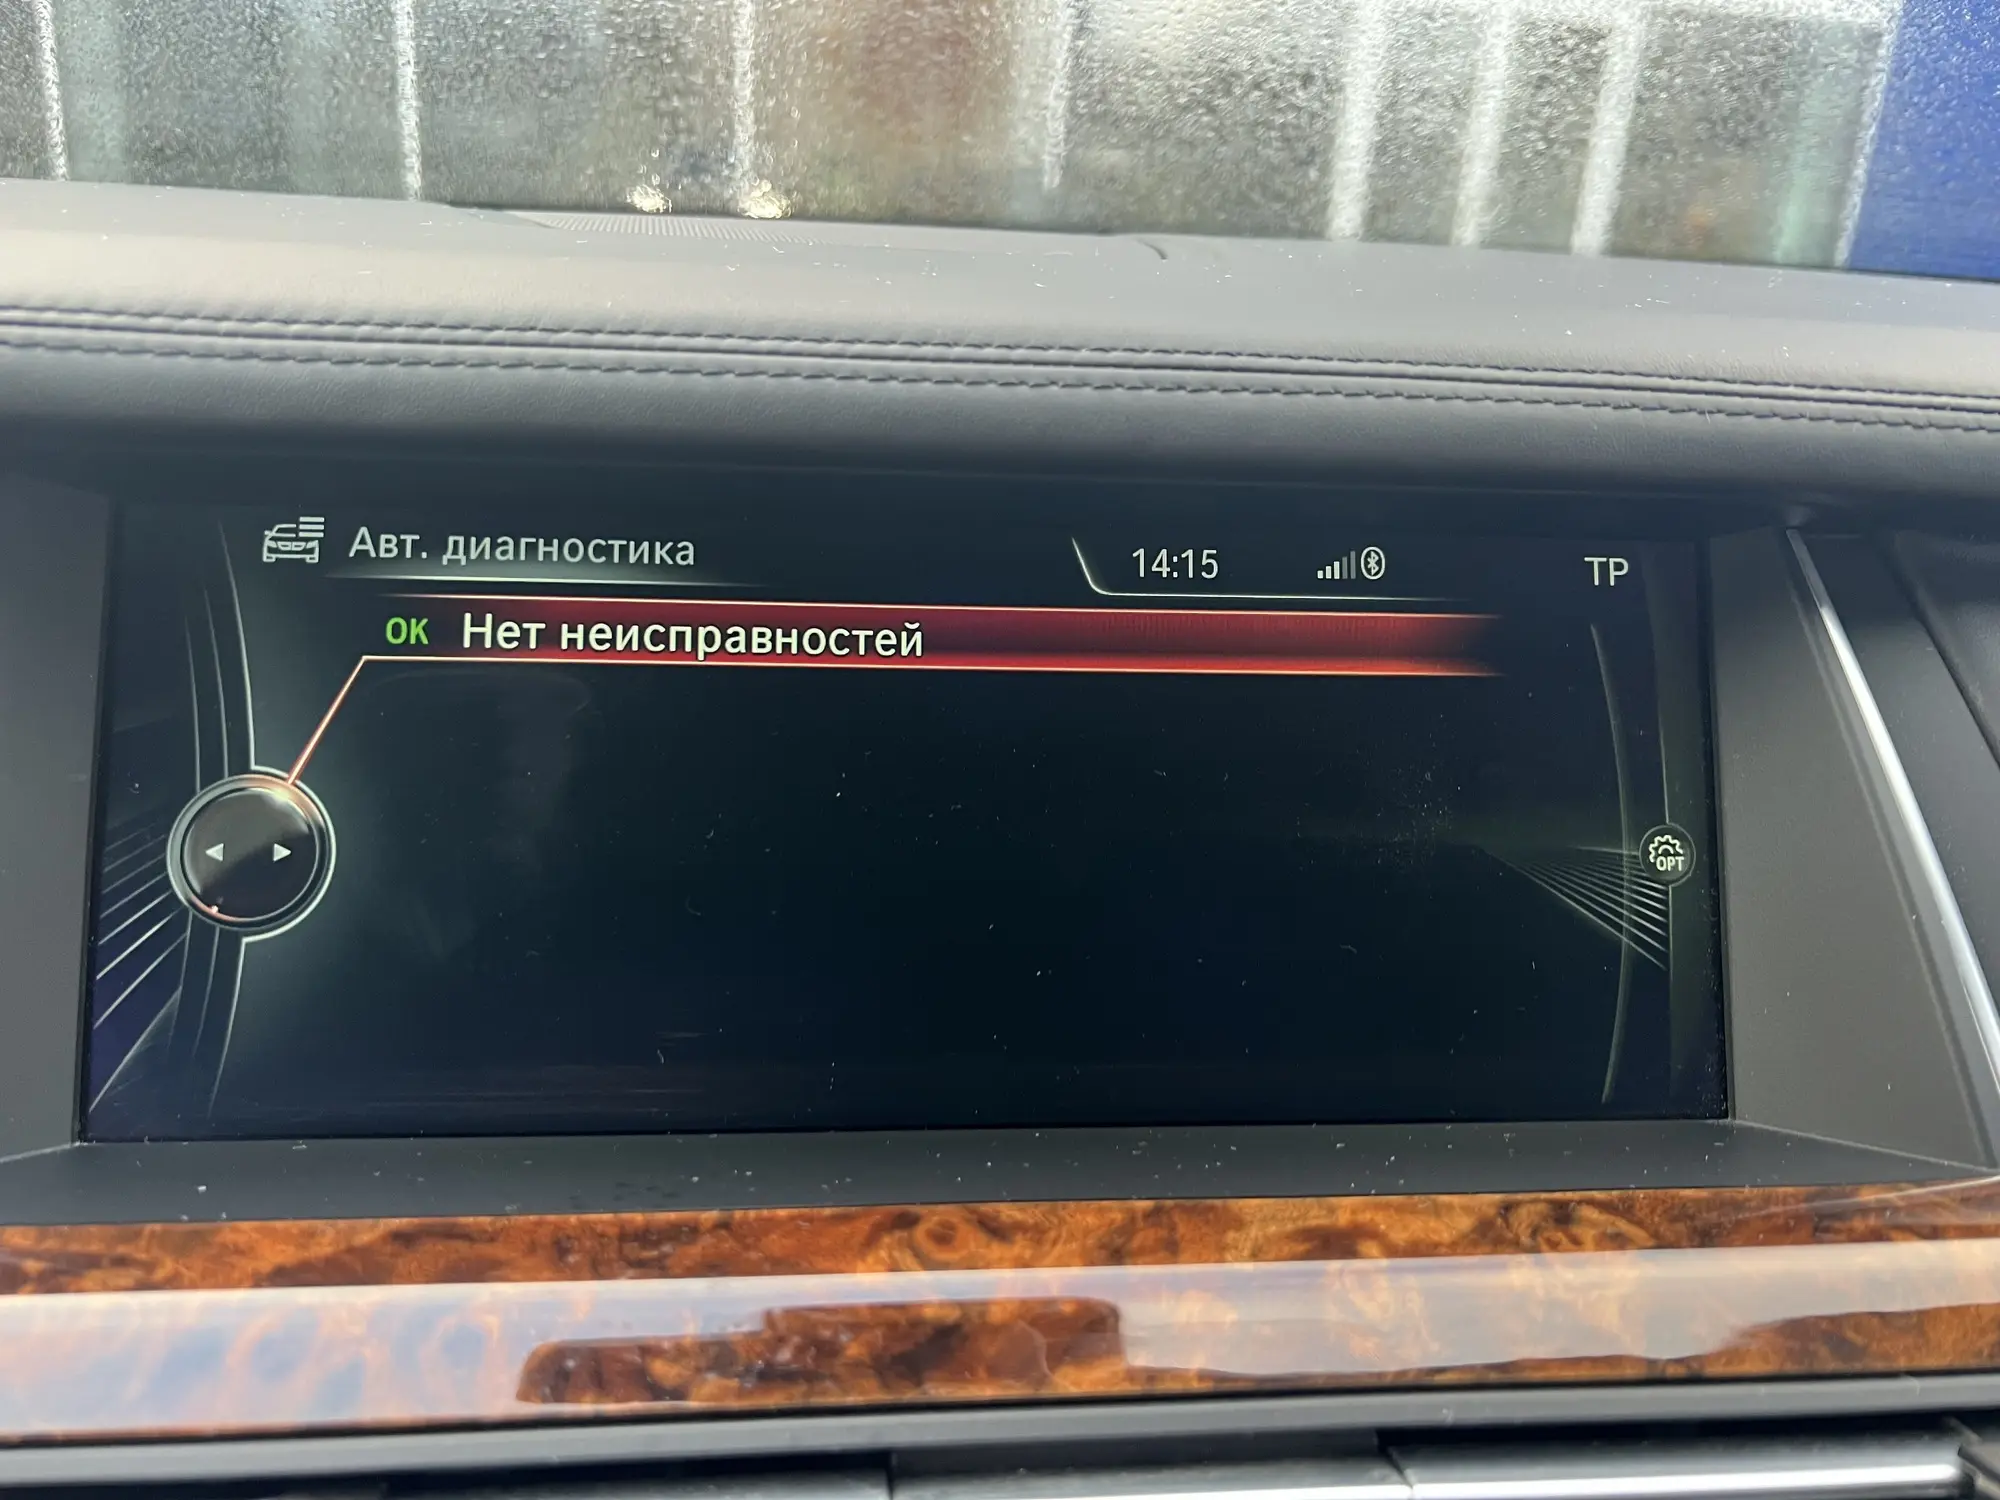 Авт. диагностика
14:15
TP
OK Нет неисправностей
OPT